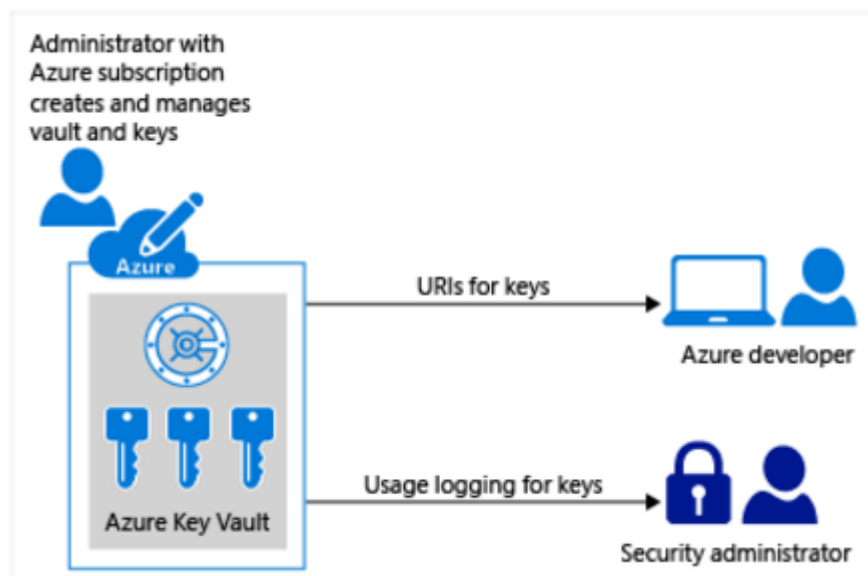 Administrator with
Azure subscription
creates and manages
vault and keys
Azure
URIs for keys
Azure developer
Usage logging for keys
Azure Key Vault
Security administrator